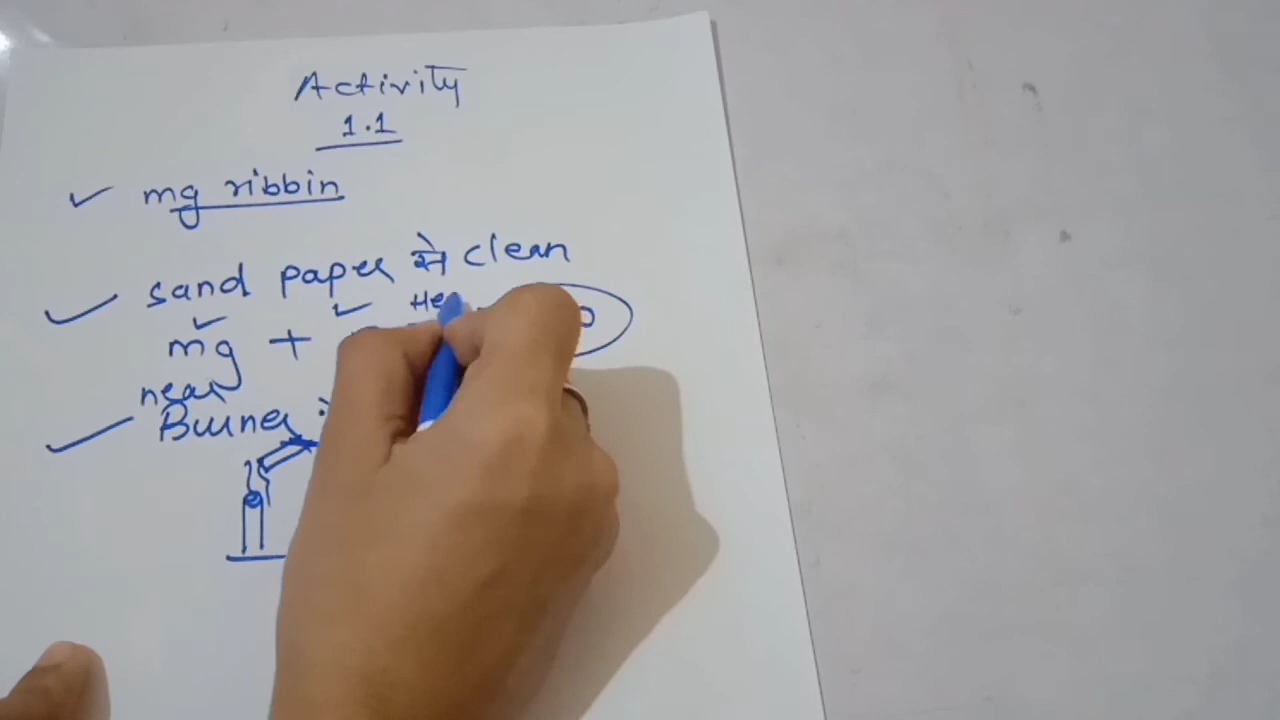 Activity
1.1
mg ribbin
sand paper से clean
mg +
near
Burner